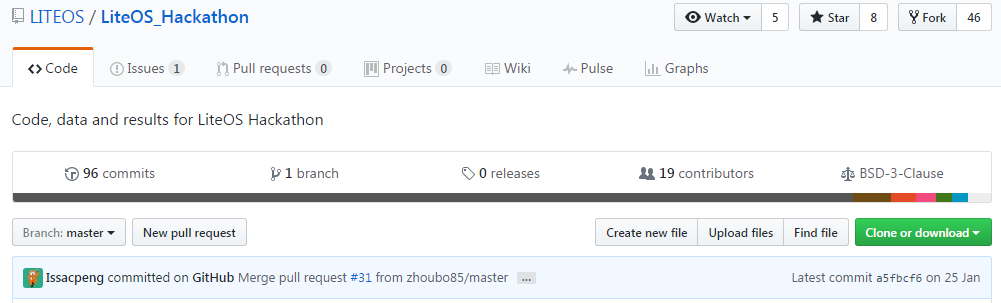 LITEOS / LiteOS_Hackathon Watch 5 Star 8 Fork 46
Code Issues 1 Pull requests 0 Projects 0 Wiki Pulse Graphs
Code, data and results for LiteOS Hackathon
96 commits 1 branch 0 releases 19 contributors BSD-3-Clause
Branch: master New pull request Create new file Upload files Find file Clone or download
Issacpeng committed on GitHub Merge pull request #31 from zhoubo85/master ... Latest commit a5fbcf6 on 25 Jan